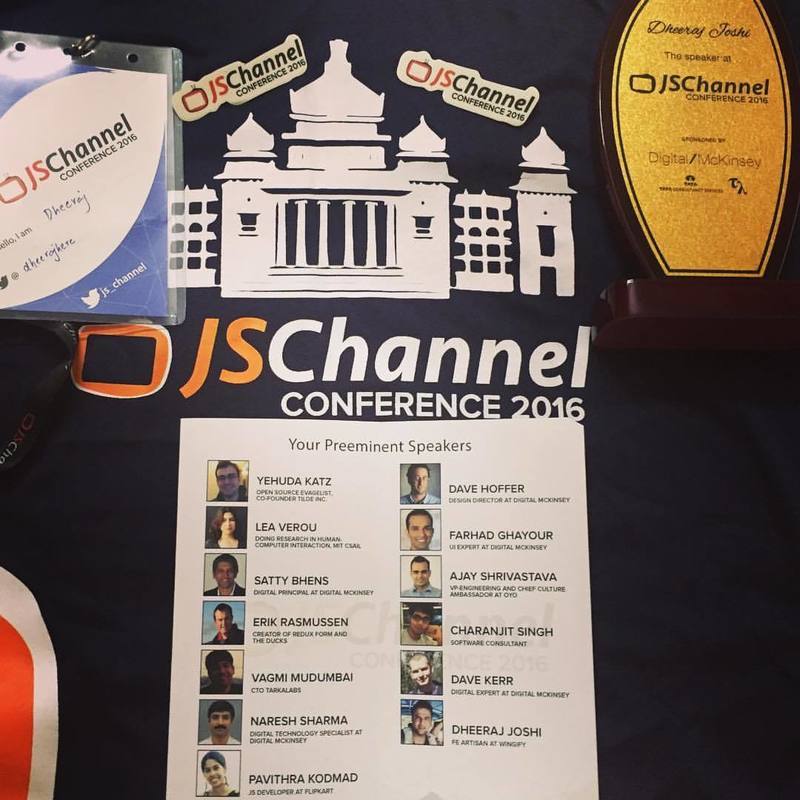 JSChannel
CONFERENCE 2016
Hello, I am
Dheeraj
@ dheerajhere
js_channel
JSChannel
CONFERENCE 2016
JSChannel
CONFERENCE 2016
Dheeraj Joshi
The speaker at
JSChannel
CONFERENCE 2016
SPONSORED BY
Digital/McKinsey
TATA
TATA CONSULTANCY SERVICES
JSChannel
CONFERENCE 2016
JSCha
Your Preeminent Speakers
YEHUDA KATZ
OPEN SOURCE EVAGELIST,
CO-FOUNDER TILDE INC.
LEA VEROU
DOING RESEARCH IN HUMAN-
COMPUTER INTERACTION, MIT CSAIL
SATTY BHENS
DIGITAL PRINCIPAL AT DIGITAL MCKINSEY
ERIK RASMUSSEN
CREATOR OF REDUX FORM AND
THE DUCKS
VAGMI MUDUMBAI
CTO TARKALABS
NARESH SHARMA
DIGITAL TECHNOLOGY SPECIALIST AT
DIGITAL MCKINSEY
PAVITHRA KODMAD
JS DEVELOPER AT FLIPKART
DAVE HOFFER
DESIGN DIRECTOR AT DIGITAL MCKINSEY
FARHAD GHAYOUR
UI EXPERT AT DIGITAL MCKINSEY
AJAY SHRIVASTAVA
VP-ENGINEERING AND CHIEF CULTURE
AMBASSADOR AT OYO
CHARANJIT SINGH
SOFTWARE CONSULTANT
DAVE KERR
DIGITAL EXPERT AT DIGITAL MCKINSEY
DHEERAJ JOSHI
FE ARTISAN AT WINGIFY